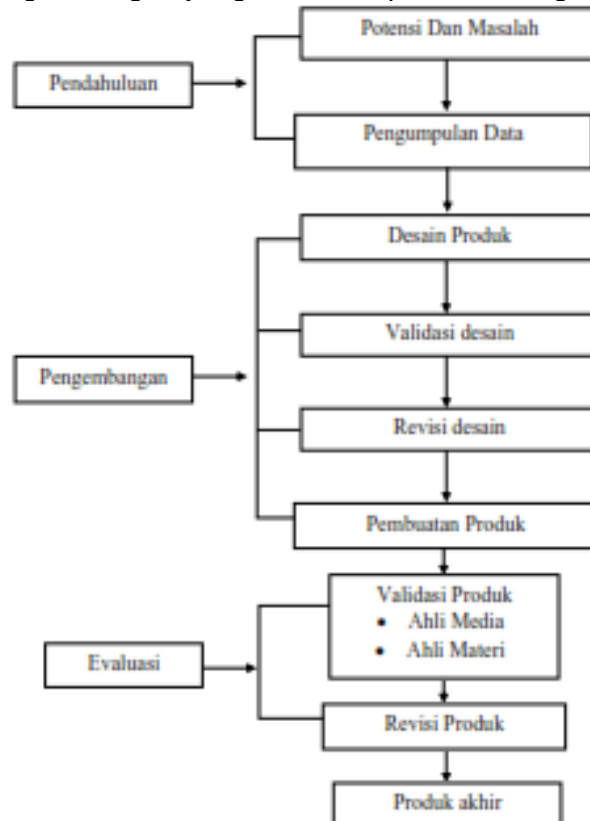 Potensi Dan Masalah
Pendahuluan
Pengumpulan Data
Desain Produk
Validasi desain
Pengembangan
Revisi desain
Pembuatan Produk
Validasi Produk
• Ahli Media
• Ahli Materi
Evaluasi
Revisi Produk
Produk akhir